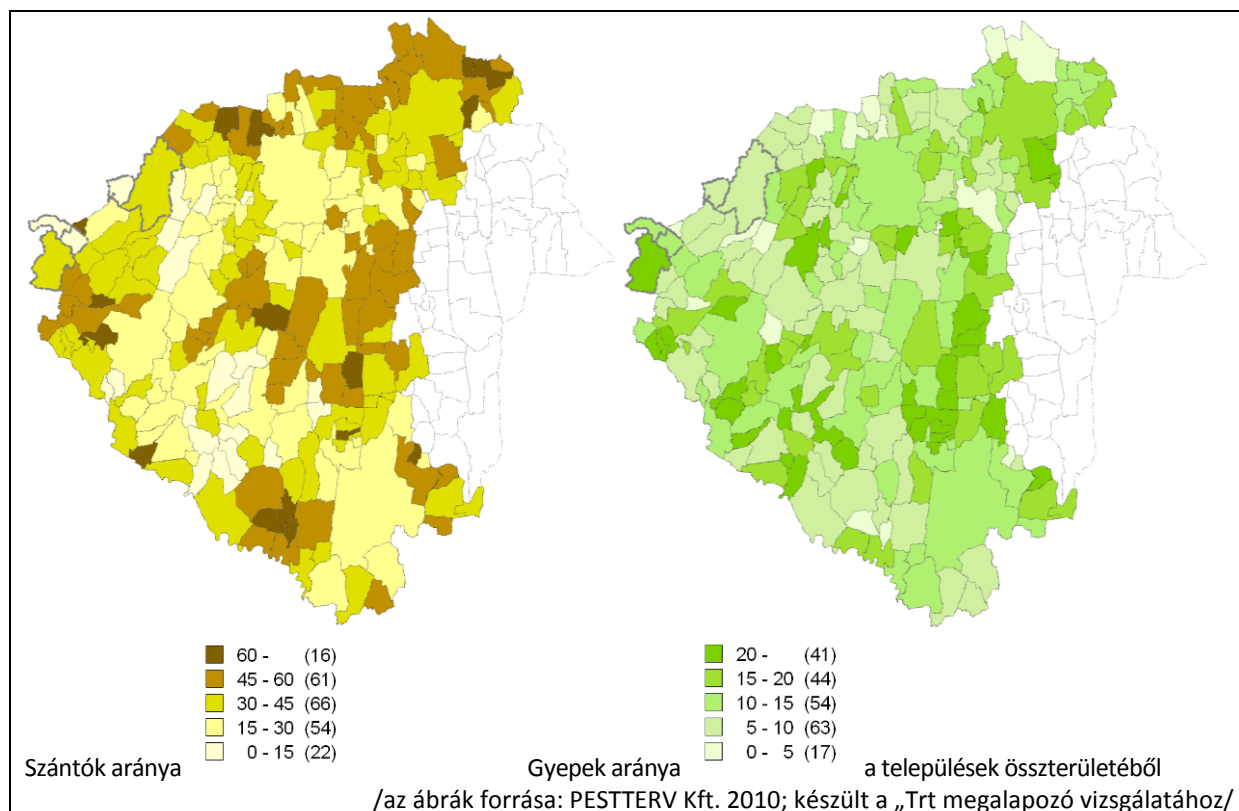 60 - (16)
45 - 60 (61)
30 - 45 (66)
15 - 30 (54)
0 - 15 (22)
Szántók aránya
20 - (41)
15 - 20 (44)
10 - 15 (54)
5 - 10 (63)
0 - 5 (17)
Gyepek aránya
a települések összterületéből
/az ábrák forrása: PESTTERV Kft. 2010; készült a „Trt megalapozó vizsgálatához/